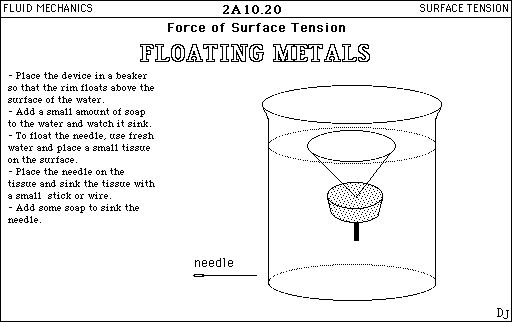 FLUID MECHANICS
2A10.20
SURFACE TENSION
Force of Surface Tension
FLOATING METALS
- Place the device in a beaker
so that the rim floats above the
surface of the water.
- Add a small amount of soap
to the water and watch it sink.
- To float the needle, use fresh
water and place a small tissue
on the surface.
- Place the needle on the
tissue and sink the tissue with
a small stick or wire.
- Add some soap to sink the
needle.
needle
DJ